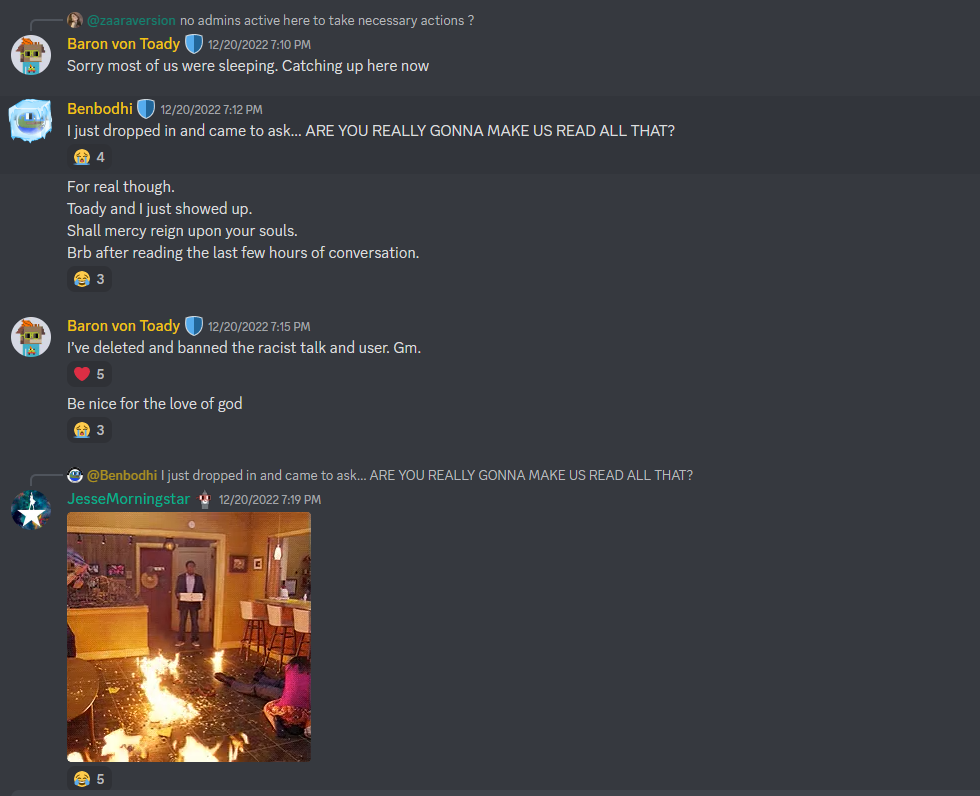 @zaaraversion no admins active here to take necessary actions ?
Baron von Toady 12/20/2022 7:10 PM
Sorry most of us were sleeping. Catching up here now
Benbodhi 12/20/2022 7:12 PM
I just dropped in and came to ask... ARE YOU REALLY GONNA MAKE US READ ALL THAT?
4
For real though.
Toady and I just showed up.
Shall mercy reign upon your souls.
Brb after reading the last few hours of conversation.
3
Baron von Toady 12/20/2022 7:15 PM
I've deleted and banned the racist talk and user. Gm.
5
Be nice for the love of god
3
@Benbodhi I just dropped in and came to ask... ARE YOU REALLY GONNA MAKE US READ ALL THAT?
JesseMorningstar 12/20/2022 7:19 PM
5